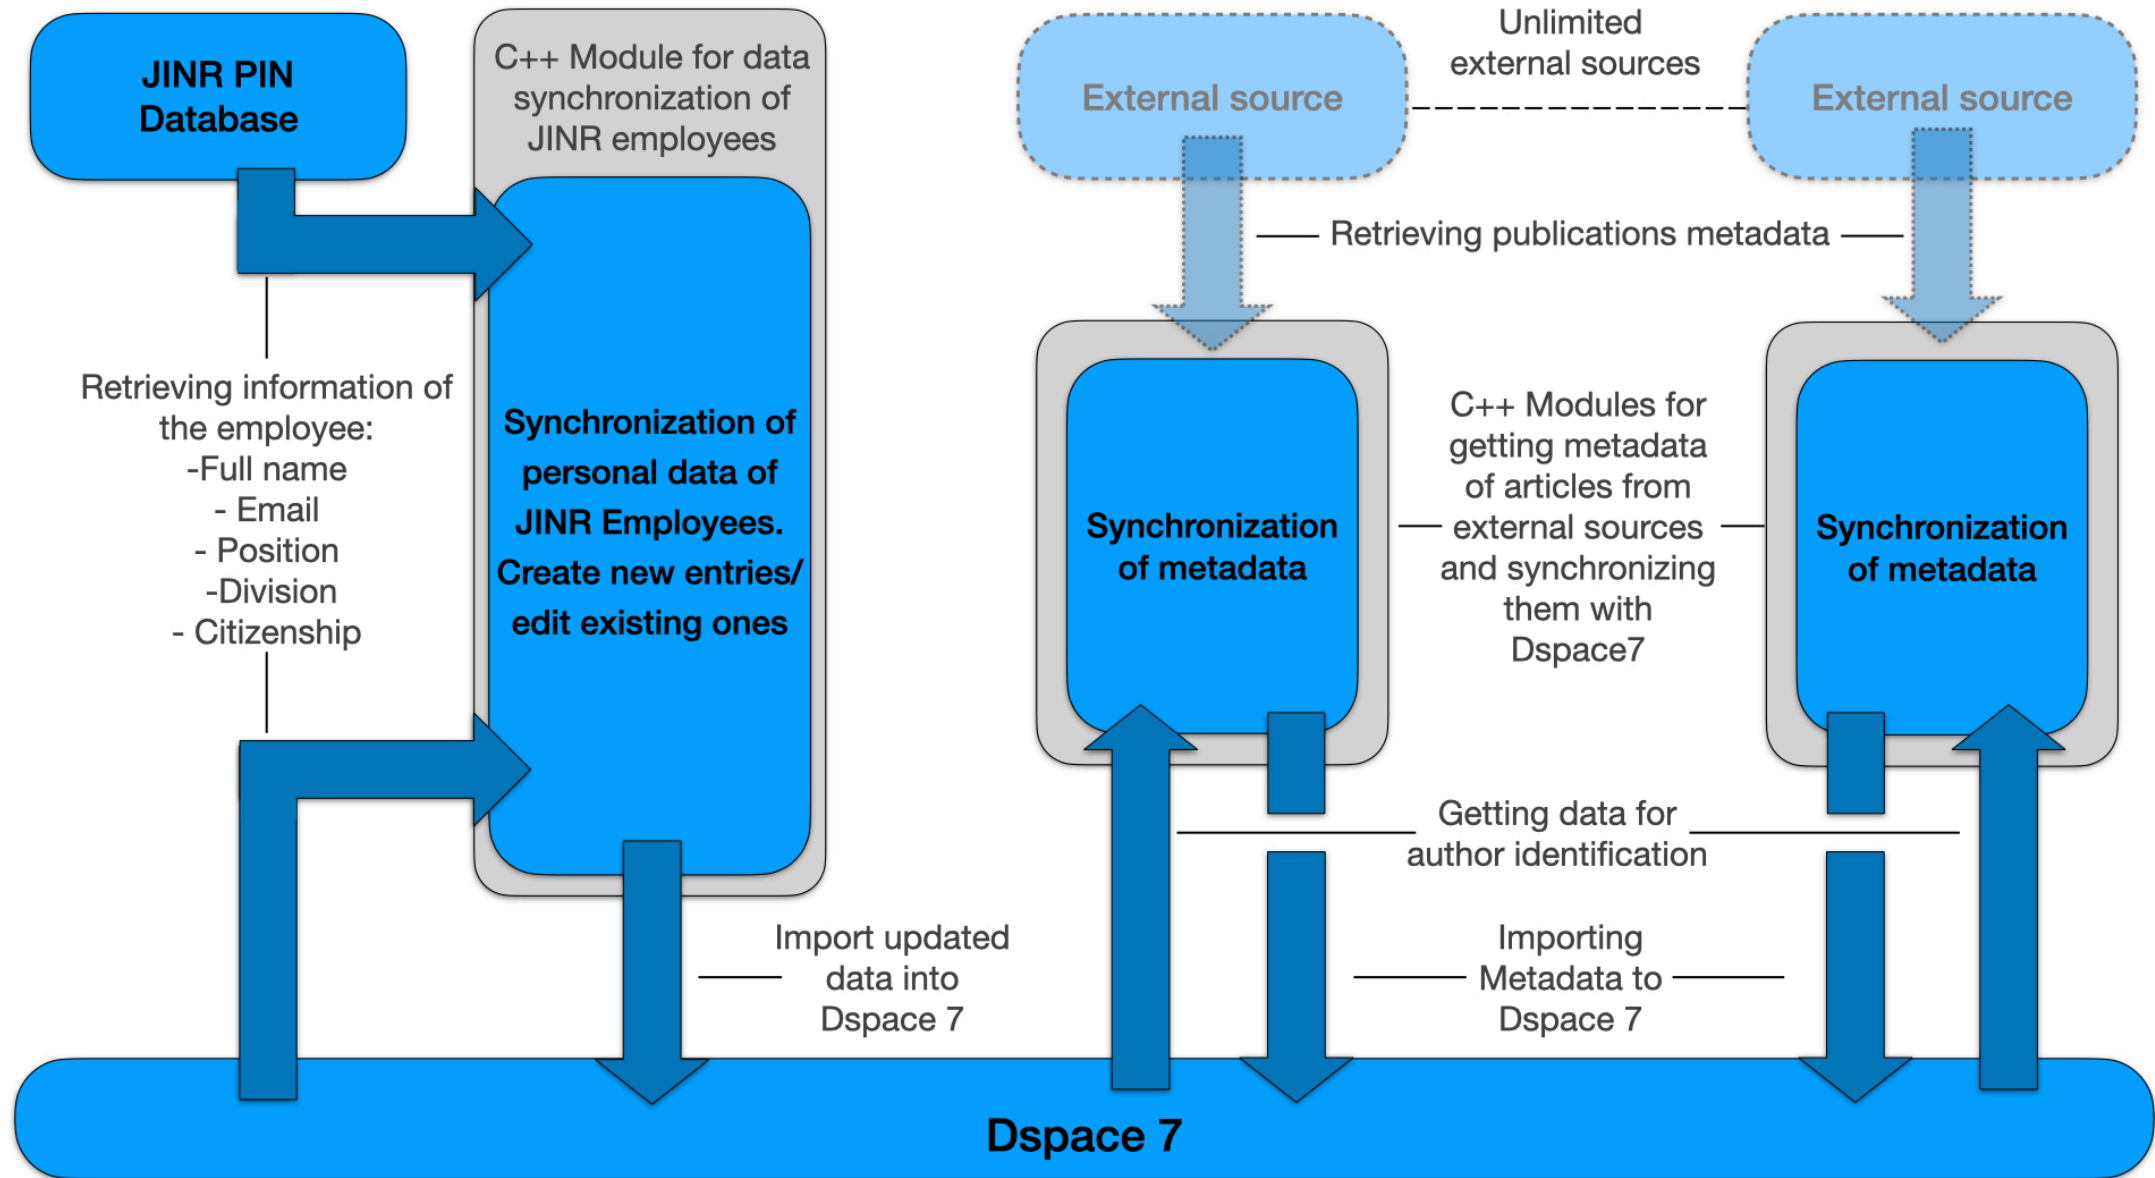 JINR PIN
Database
C++ Module for data
synchronization of
JINR employees
Retrieving information of
the employee:
-Full name
- Email
- Position
-Division
- Citizenship
Synchronization of
personal data of
JINR Employees.
Create new entries/
edit existing ones
Import updated
data into
Dspace 7
External source
Unlimited
external sources
External source
Retrieving publications metadata
Synchronization
of metadata
C++ Modules for
getting metadata
of articles from
external sources
and synchronizing
them with
Dspace7
Synchronization
of metadata
Getting data for
author identification
Importing
Metadata to
Dspace 7
Dspace 7